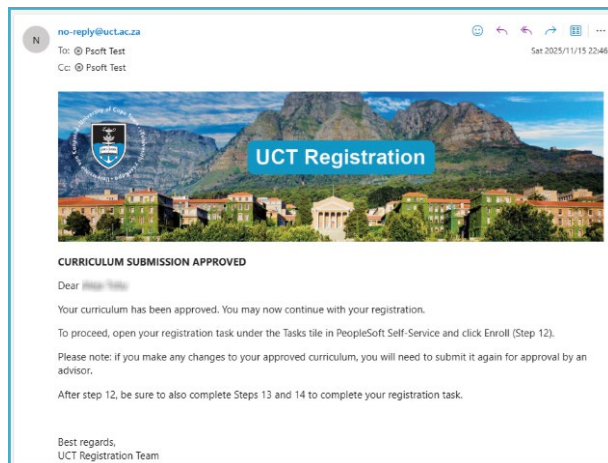 N
no-reply@uct.ac.za
To: Psoft Test
Cc: Psoft Test
Sat 2025/11/15 22:46
UCT Registration
CURRICULUM SUBMISSION APPROVED
Dear
Your curriculum has been approved. You may now continue with your registration.
To proceed, open your registration task under the Tasks tile in PeopleSoft Self-Service and click Enroll (Step 12).
Please note: if you make any changes to your approved curriculum, you will need to submit it again for approval by an
advisor.
After step 12, be sure to also complete Steps 13 and 14 to complete your registration task.
Best regards,
UCT Registration Team